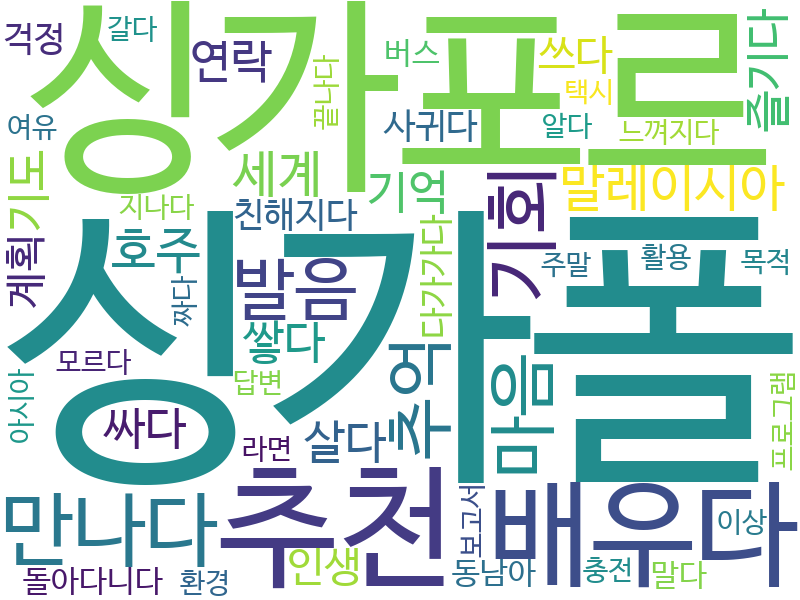 걱정
갈다
싱가포르
연락
끝나다
버스
쓰다
택시
즐기다
여유
사귀다
알다
느껴지다
기도
세계
기억
말레이시아
지나다
친해지다
기회
계획
호주
발음
다가가다
주말
활용
목적
짜다
싱가폴
쌓다
모르다
추억
마음
아시아
답변
프로그램
싸다
라면
살다
만나다
추천
보고서
배우다
이상
인생
돌아다니다
환경
동남아
충전
말다